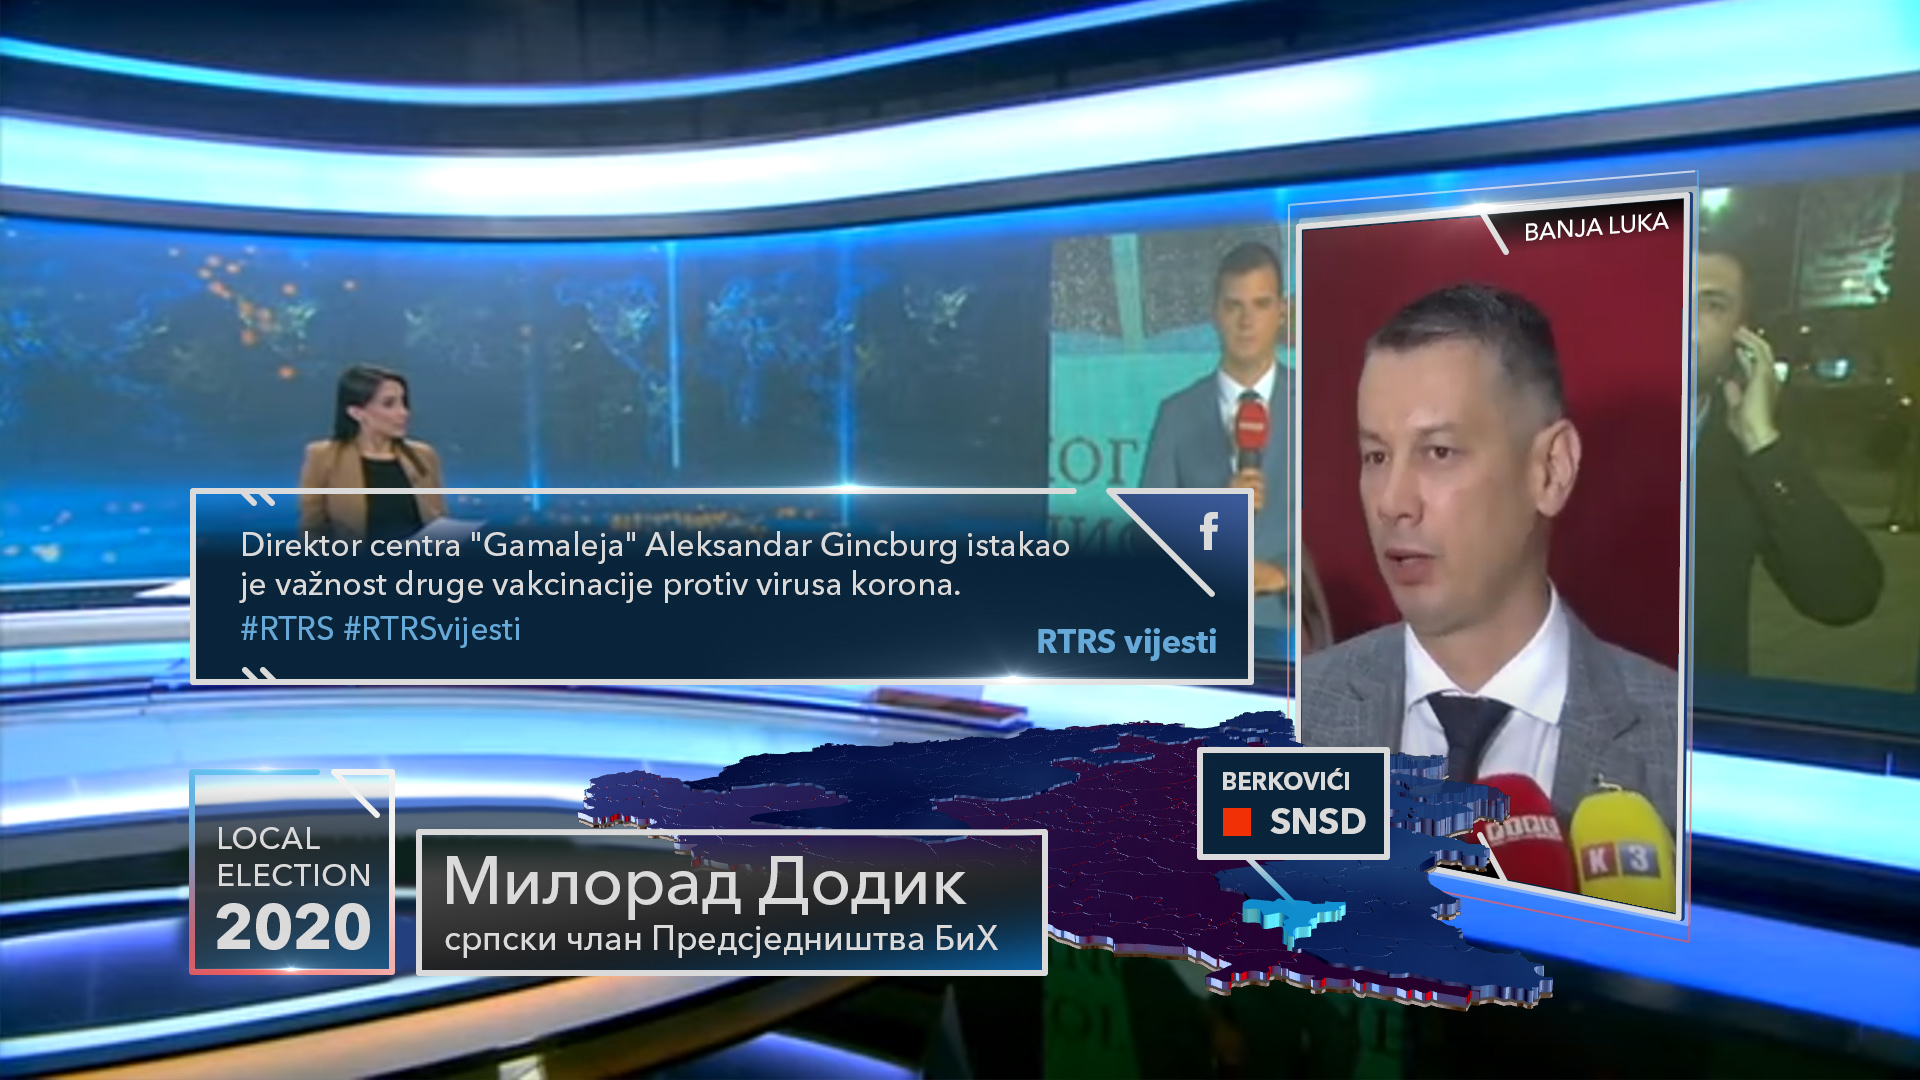 BANJA LUKA
Direktor centra "Gamaleja" Aleksandar Gincburg istakao
je važnost druge vakcinacije protiv virusa korona.
#RTRS #RTRSvijesti
RTRS vijesti
f
BERKOVIĆI
SNSD
LOCAL
ELECTION
2020
Милорад Додик
српски члан Предсједништва БиХ
K3